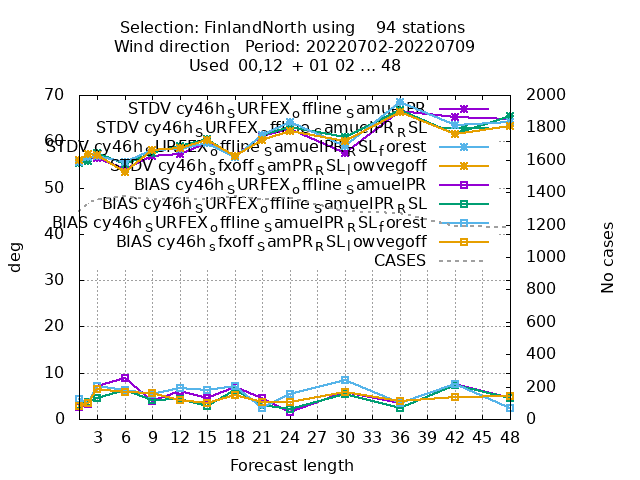 Selection: FinlandNorth using 94 stations
Wind direction Period: 20220702-20220709
Used 00,12 + 01 02 ... 48
STDV cy46h_SURFEX_offline_samuelPR
STDV cy46h_SURFEX_offline_samuelPR_RSL
STDV cy46h_SURFEX_offline_samuelPR_RSL_forest
STDV cy46h_sfxoff_samPR_RSL_lowvegoff
BIAS cy46h_SURFEX_offline_samuelPR
BIAS cy46h_SURFEX_offline_samuelPR_RSL
BIAS cy46h_SURFEX_offline_samuelPR_RSL_forest
BIAS cy46h_sfxoff_samPR_RSL_lowvegoff
CASES
70
60
50
40
30
20
10
0
deg
2000
1800
1600
1400
1200
1000
800
600
400
200
0
No cases
3 6 9 12 15 18 21 24 27 30 33 36 39 42 45 48
Forecast length